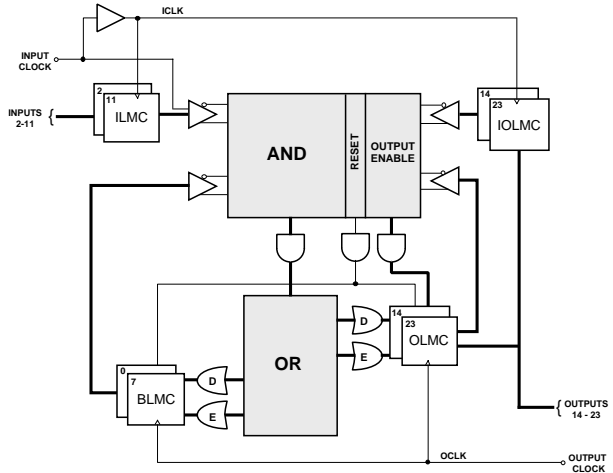 ICLK
INPUT
CLOCK
2
11
ILMC
INPUTS
2-11
{
AND
RESET
OUTPUT
ENABLE
14
23
IOLMC
OR
D
E
14
23
OLMC
0
7
BLMC
D
E
{ OUTPUTS
14 - 23
OCLK
OUTPUT
CLOCK